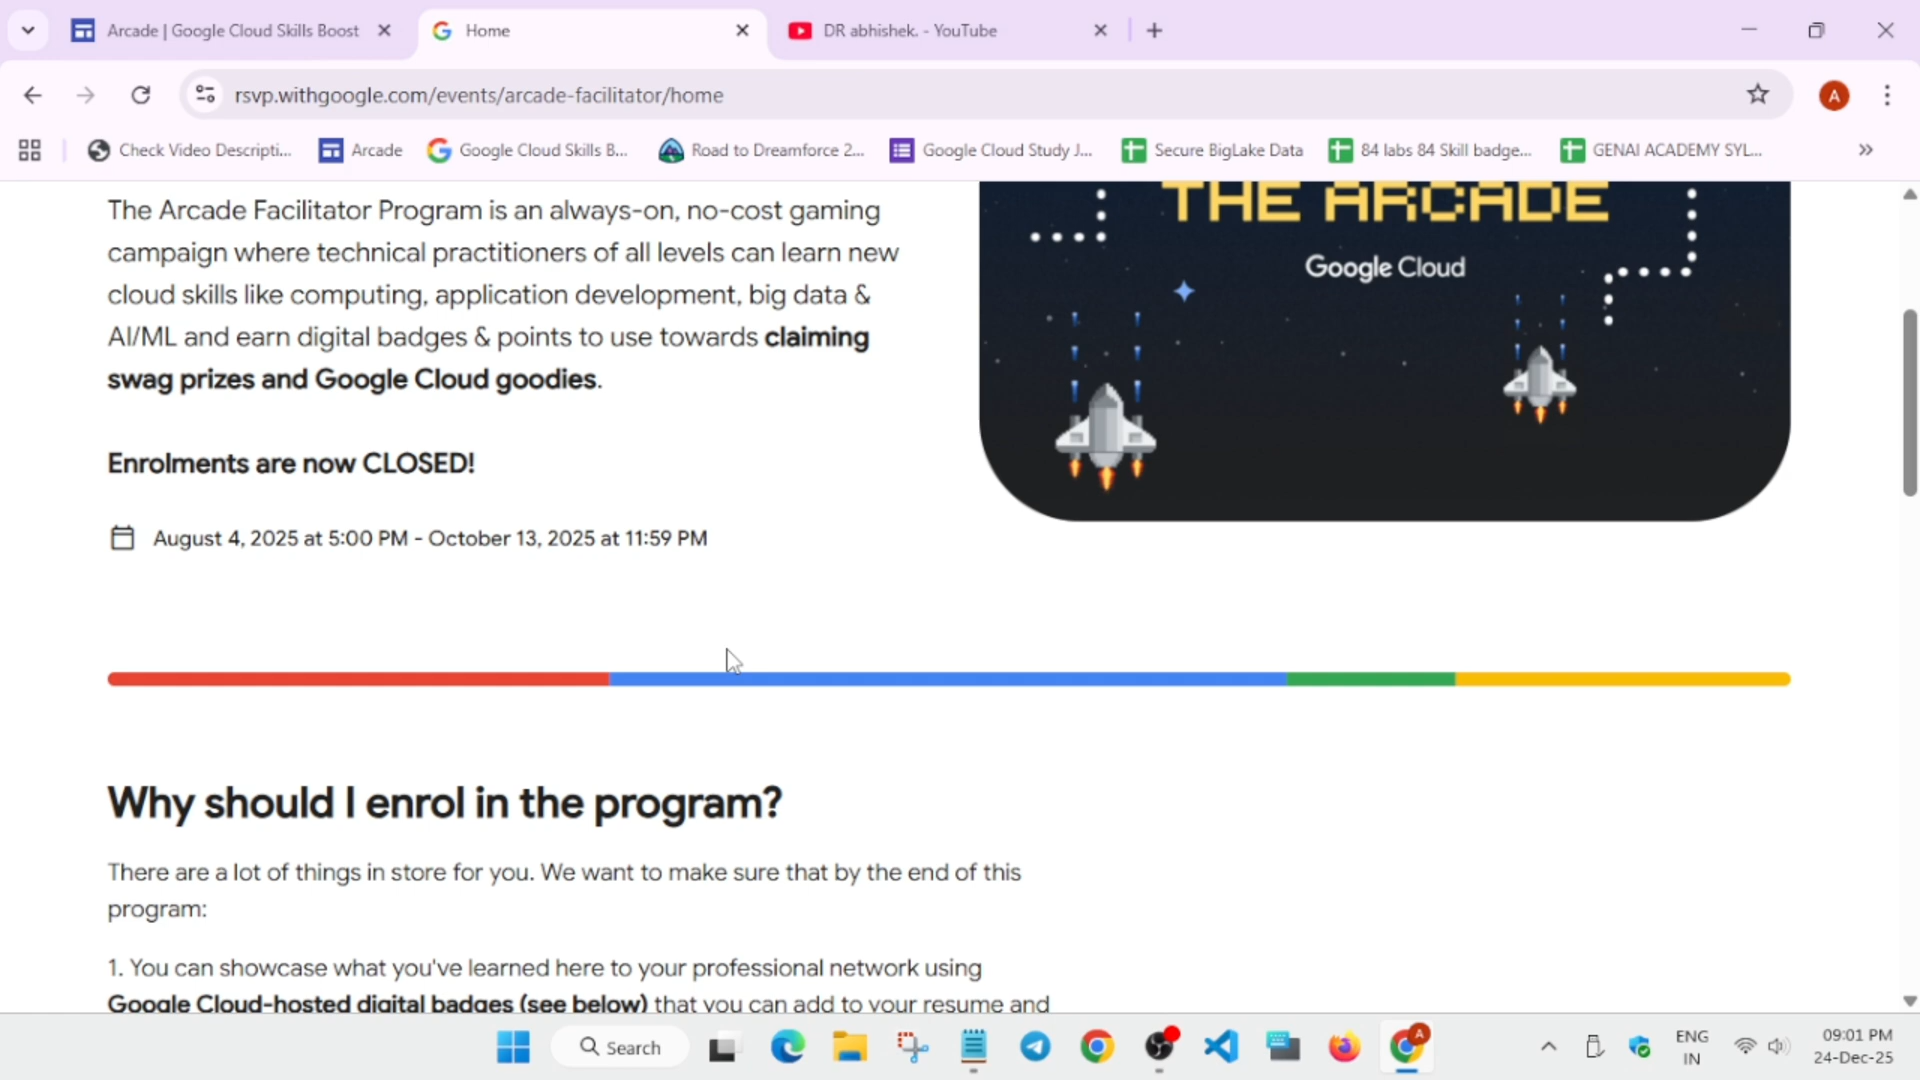 Arcade | Google Cloud Skills Boost
Home
DR abhishek. - YouTube
rsvp.withgoogle.com/events/arcade-facilitator/home
A
Check Video Descripti...
Arcade
Google Cloud Skills B...
Road to Dreamforce 2...
Google Cloud Study J...
Secure BigLake Data
84 labs 84 Skill badge...
GENAI ACADEMY SYL...
The Arcade Facilitator Program is an always-on, no-cost gaming
campaign where technical practitioners of all levels can learn new
cloud skills like computing, application development, big data &
AI/ML and earn digital badges & points to use towards claiming
swag prizes and Google Cloud goodies.
THE ARCADE
Google Cloud
Enrolments are now CLOSED!
August 4, 2025 at 5:00 PM - October 13, 2025 at 11:59 PM
Why should I enrol in the program?
There are a lot of things in store for you. We want to make sure that by the end of this
program:
1. You can showcase what you've learned here to your professional network using
Google Cloud-hosted digital badges (see below) that you can add to your resume and
Search
A
ENG
IN
09:01 PM
24-Dec-25